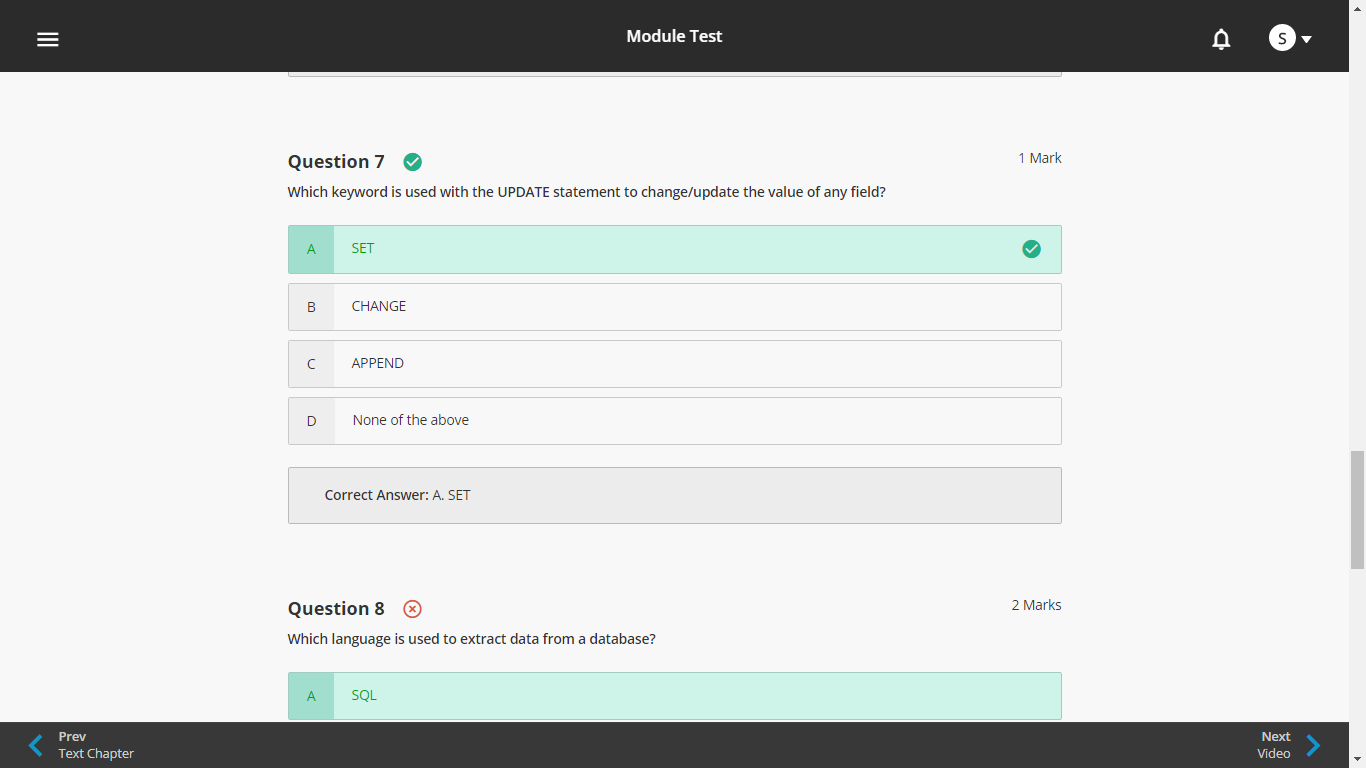 Module Test
S
Question 7
1 Mark
Which keyword is used with the UPDATE statement to change/update the value of any field?
A SET
B CHANGE
C APPEND
D None of the above
Correct Answer: A. SET
Question 8
2 Marks
Which language is used to extract data from a database?
A SQL
Prev
Text Chapter
Next
Video